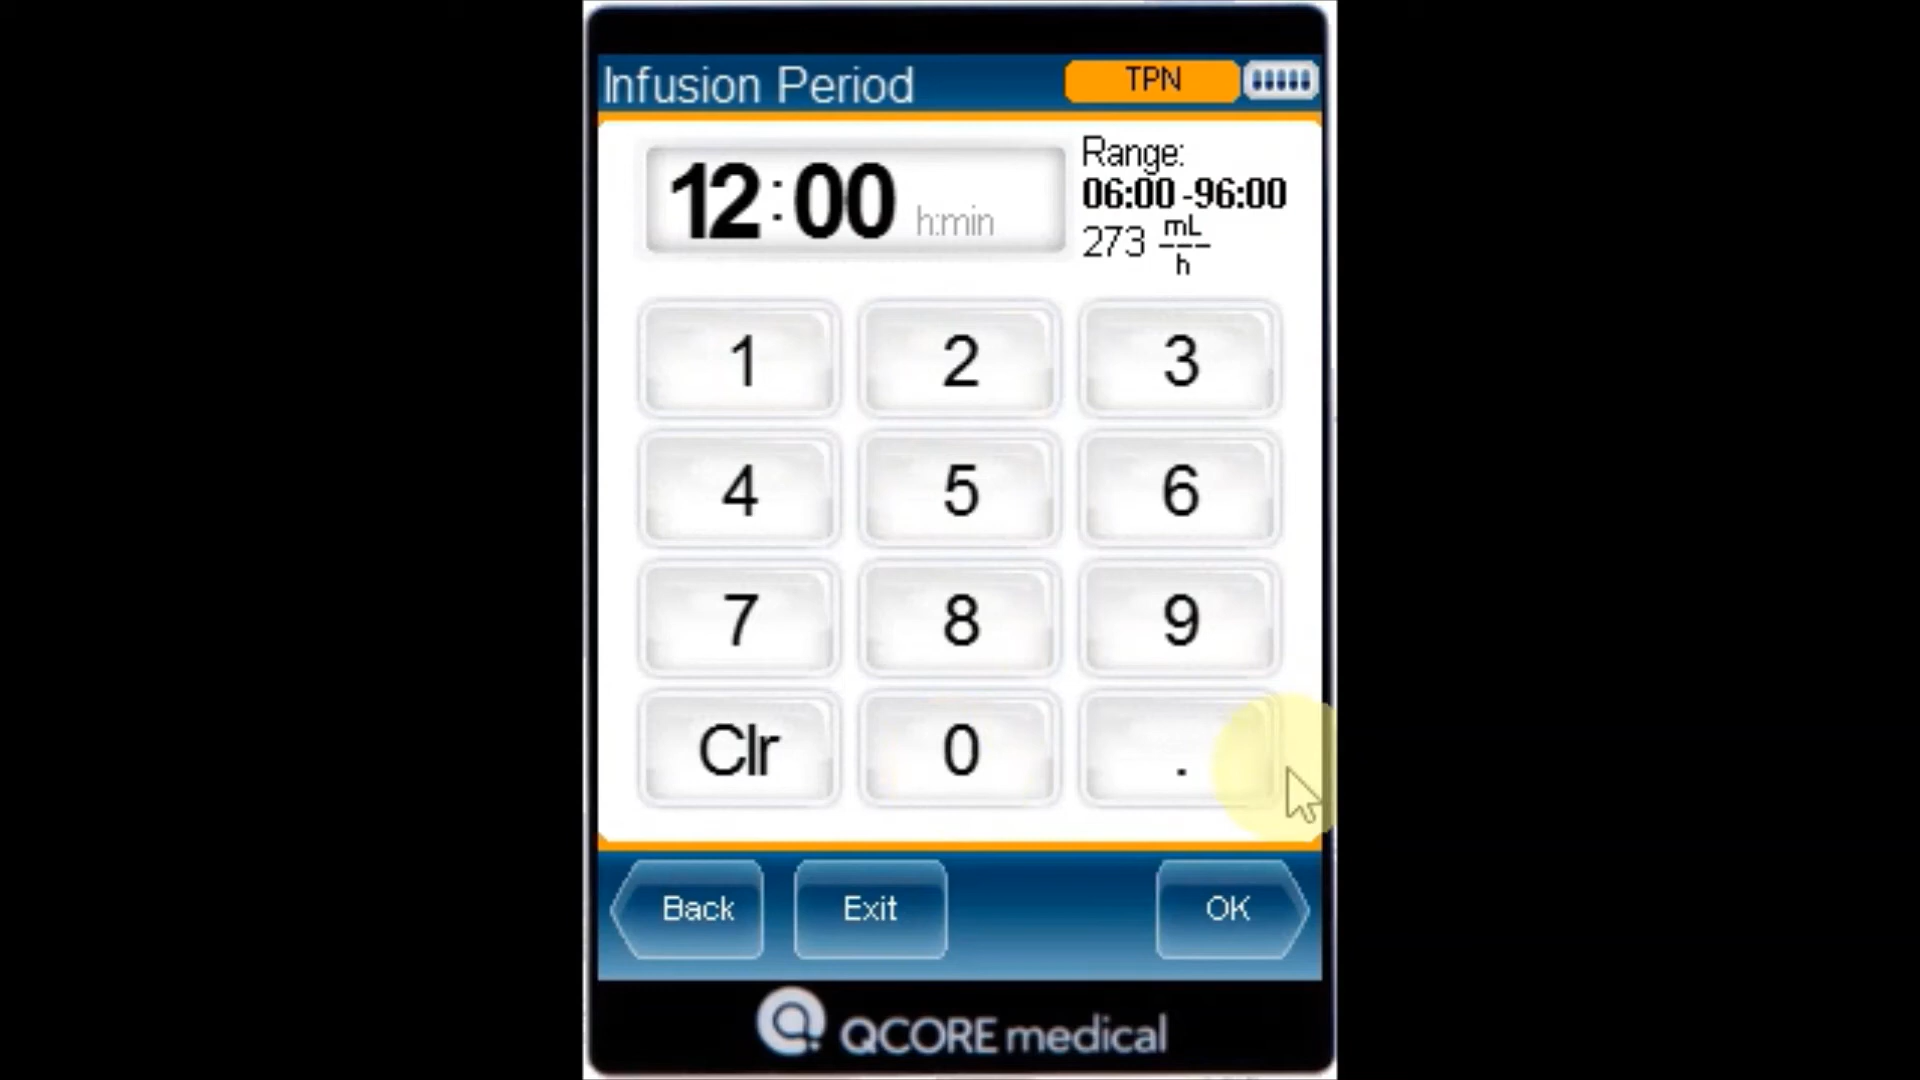 Infusion Period
TPN
12:00 h:min
Range:
06:00 -96:00
273 mL
h
1
2
3
4
5
6
7
8
9
Clr
0
.
Back
Exit
OK
QCORE medical